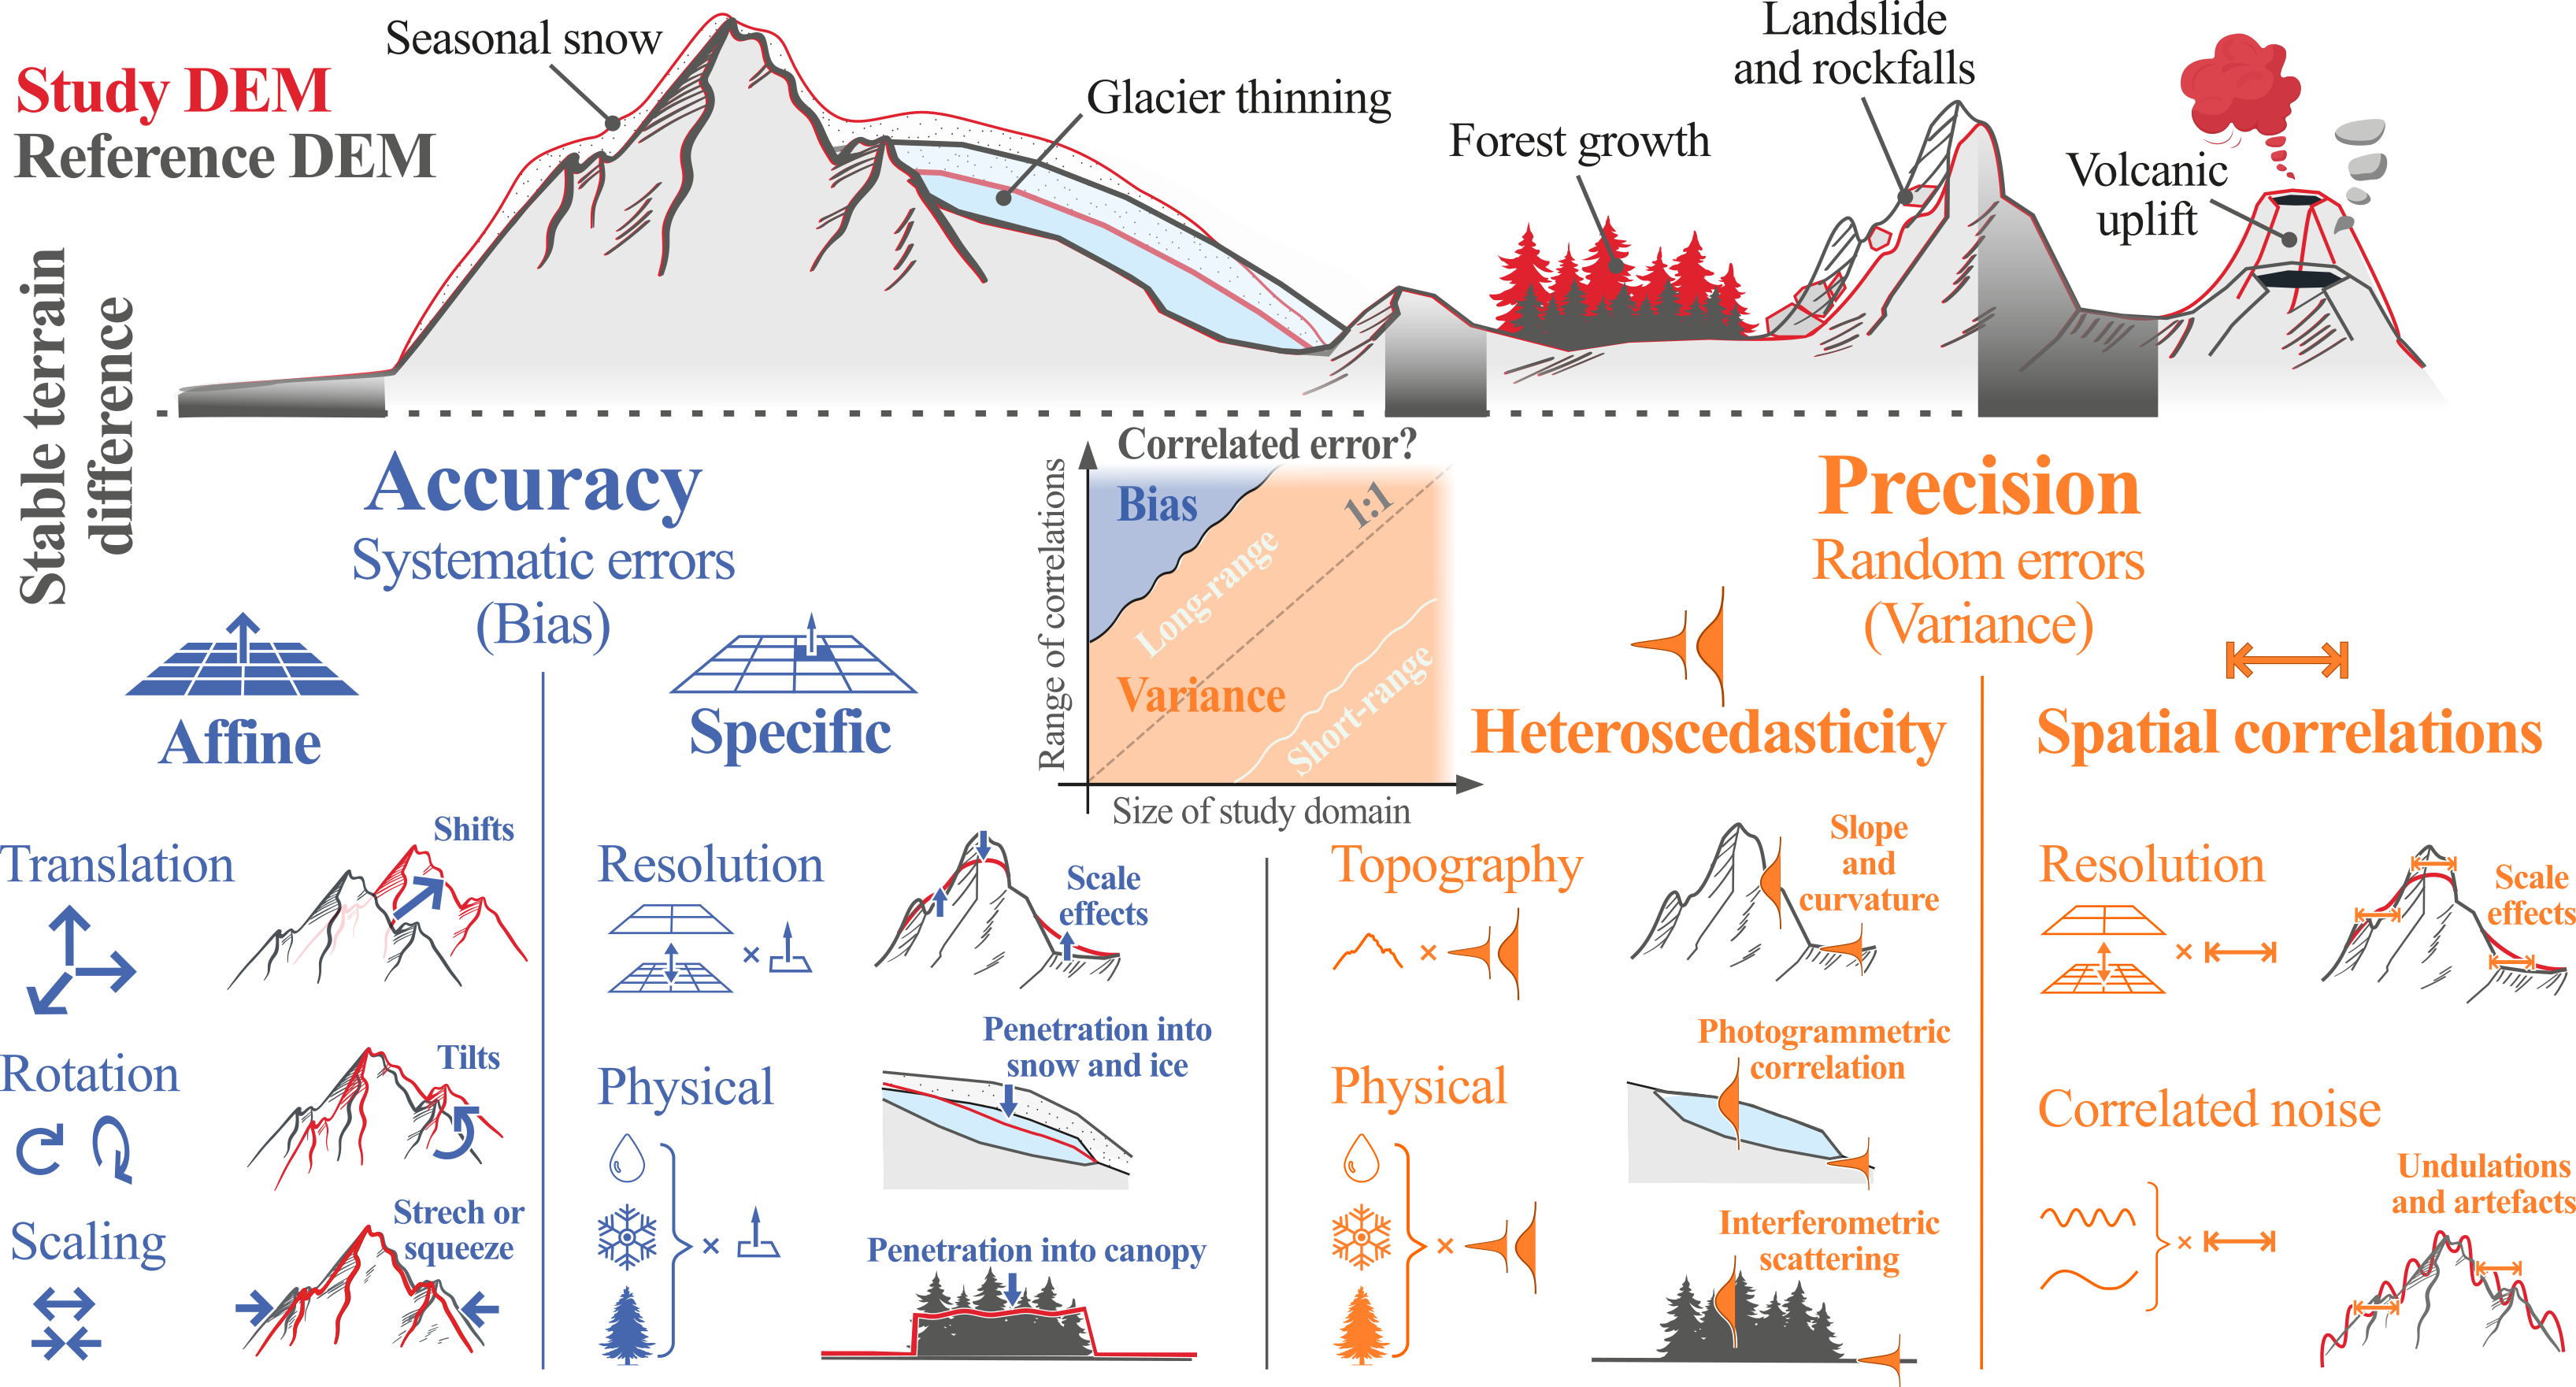 Seasonal snow
Landslide
and rockfalls
Study DEM
Reference DEM
Glacier thinning
Forest growth
Volcanic
uplift
Stable terrain
difference
Accuracy
Systematic errors
(Bias)
Correlated error?
Range of correlations
Bias
1:1
Long-range
Variance
Short-range
Size of study domain
Precision
Random errors
(Variance)
Affine
Specific
Heteroscedasticity
Spatial correlations
Translation
Shifts
Rotation
Tilts
Scaling
Strech or
squeeze
Resolution
Scale
effects
Physical
Penetration into
snow and ice
Penetration into canopy
×
×
Topography
Slope
and
curvature
×
Physical
Photogrammetric
correlation
×
Interferometric
scattering
Resolution
Scale
effects
×
Correlated noise
Undulations
and artefacts
×